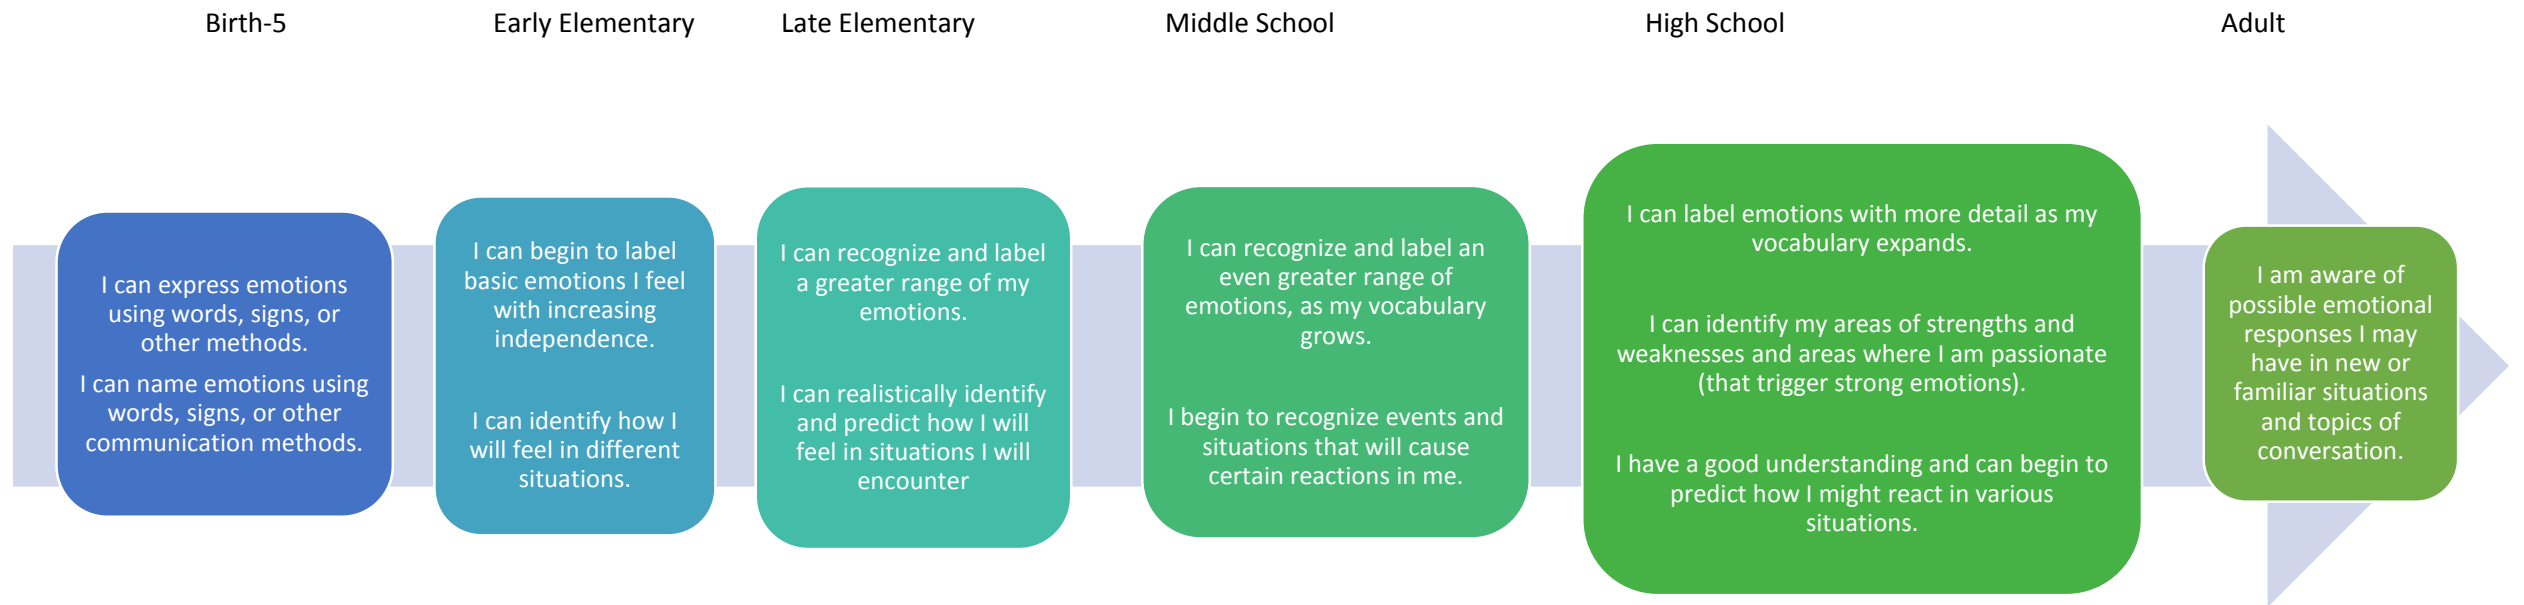 Birth-5
Early Elementary
Late Elementary
Middle School
High School
Adult
I can express emotions
using words, signs, or
other methods.
I can name emotions using
words, signs, or other
communication methods.
I can begin to label
basic emotions I feel
with increasing
independence.
I can identify how I
will feel in different
situations.
I can recognize and label
a greater range of my
emotions.
I can realistically identify
and predict how I will
feel in situations I will
encounter
I can recognize and label an
even greater range of
emotions, as my vocabulary
grows.
I begin to recognize events and
situations that will cause
certain reactions in me.
I can label emotions with more detail as my
vocabulary expands.
I can identify my areas of strengths and
weaknesses and areas where I am passionate
(that trigger strong emotions).
I have a good understanding and can begin to
predict how I might react in various
situations.
I am aware of
possible emotional
responses I may
have in new or
familiar situations
and topics of
conversation.